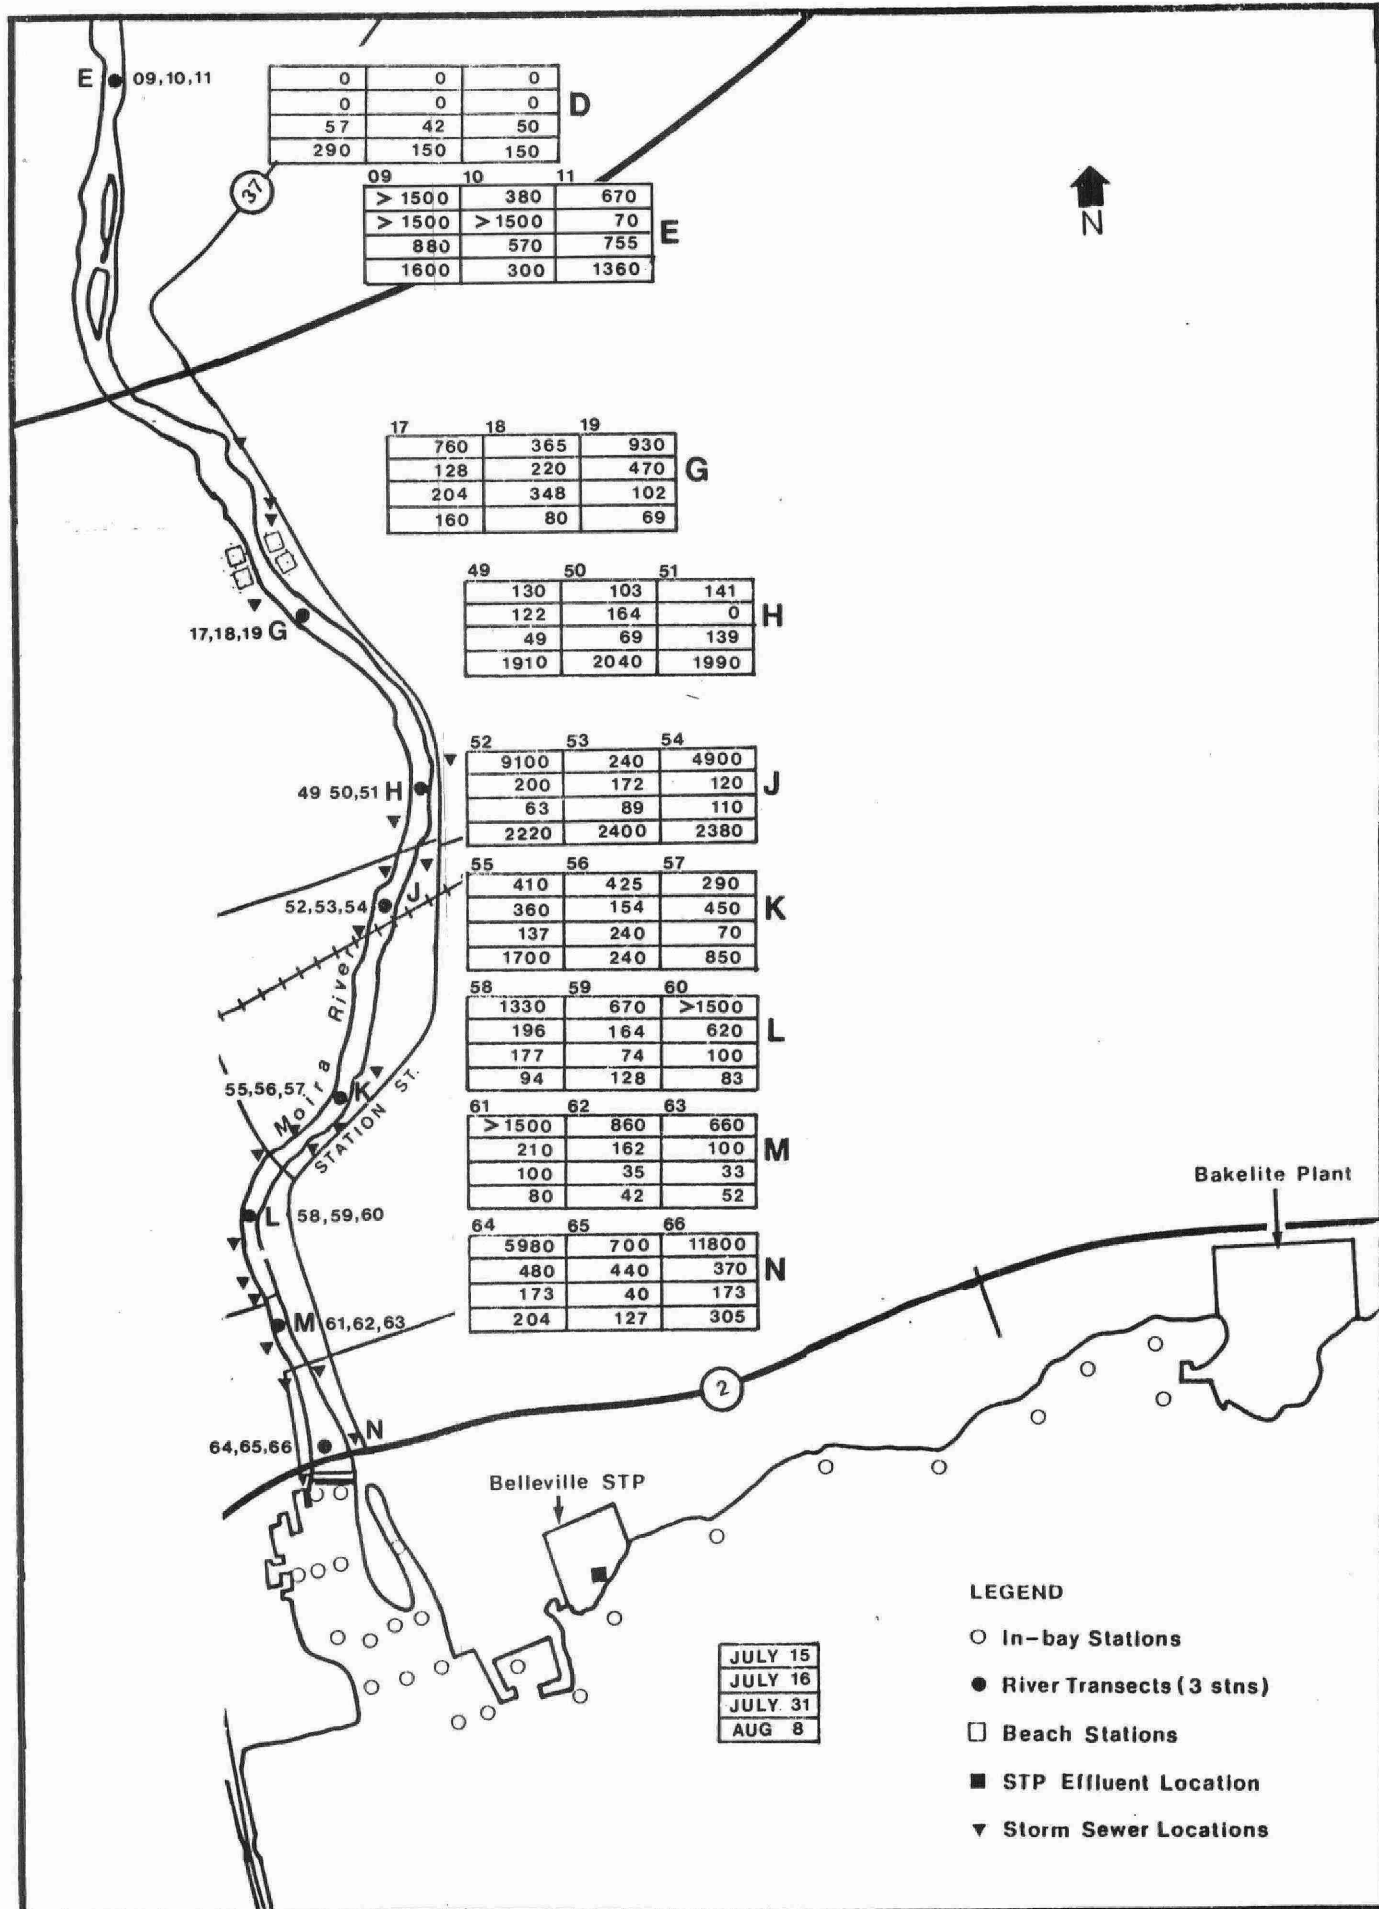 E 09,10,11
0 0 0
0 0 0
57 42 50
290 150 150
D
37
09 10 11
> 1500 380 670
> 1500 > 1500 70
880 570 755
1600 300 1360
E
N
17 18 19
760 365 930
128 220 470
204 348 102
160 80 69
G
17,18,19 G
49 50 51
130 103 141
122 164 0
49 69 139
1910 2040 1990
H
49 50,51 H
52 53 54
9100 240 4900
200 172 120
63 89 110
2220 2400 2380
J
52,53,54 J
55 56 57
410 425 290
360 154 450
137 240 70
1700 240 850
K
Moira River
55,56,57 K
STATION ST.
58 59 60
1330 670 >1500
196 164 620
177 74 100
94 128 83
L
L 58,59,60
61 62 63
> 1500 860 660
210 162 100
100 35 33
80 42 52
M
M 61,62,63
64 65 66
5980 700 11800
480 440 370
173 40 173
204 127 305
N
Bakelite Plant
2
64,65,66 N
Belleville STP
JULY 15
JULY 16
JULY. 31
AUG 8
LEGEND
In-bay Stations
River Transects (3 stns)
Beach Stations
STP Effluent Location
Storm Sewer Locations